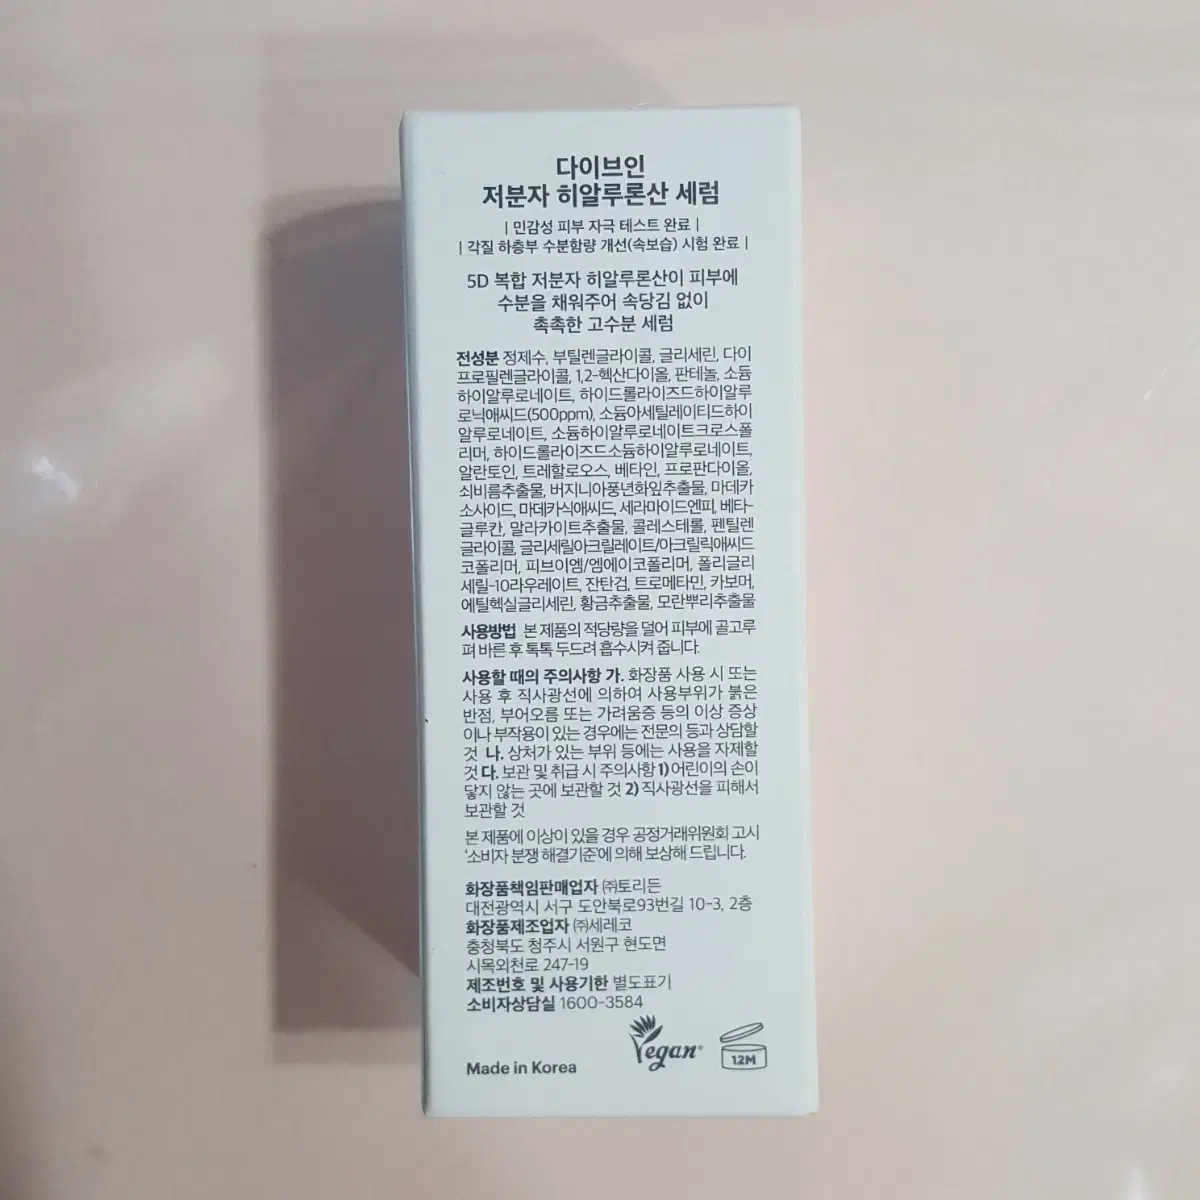 다이브인
저분자 히알루론산 세럼
| 민감성 피부 자극 테스트 완료 |
| 각질 하층부 수분함량 개선(속보습) 시험 완료 |
5D 복합 저분자 히알루론산이 피부에
수분을 채워주어 속당김 없이
촉촉한 고수분 세럼
전성분 정제수, 부틸렌글라이콜, 글리세린, 다이
프로필렌글라이콜, 1,2-헥산다이올, 판테놀, 소듐
하이알루로네이트, 하이드롤라이즈드하이알루
로닉애씨드(500ppm), 소듐아세틸레이티드하이
알루로네이트, 소듐하이알루로네이트크로스폴
리머, 하이드롤라이즈드소듐하이알루로네이트,
알란토인, 트레할로오스, 베타인, 프로판다이올,
쇠비름추출물, 버지니아풍년화잎추출물, 마데카
소사이드, 마데카식애씨드, 세라마이드엔피, 베타-
글루칸, 말라카이트추출물, 콜레스테롤, 펜틸렌
글라이콜, 글리세릴아크릴레이트/아크릴릭애씨드
코폴리머, 피브이엠/엠에이코폴리머, 폴리글리
세릴-10라우레이트, 잔탄검, 트로메타민, 카보머,
에틸헥실글리세린, 황금추출물, 모란뿌리추출물
사용방법 본 제품의 적당량을 덜어 피부에 골고루
펴 바른 후 톡톡 두드려 흡수시켜 줍니다.
사용할 때의 주의사항 가. 화장품 사용 시 또는
사용 후 직사광선에 의하여 사용부위가 붉은
반점, 부어오름 또는 가려움증 등의 이상 증상
이나 부작용이 있는 경우에는 전문의 등과 상담할
것 나. 상처가 있는 부위 등에는 사용을 자제할
것 다. 보관 및 취급 시 주의사항 1) 어린이의 손이
닿지 않는 곳에 보관할 것 2) 직사광선을 피해서
보관할 것
본 제품에 이상이 있을 경우 공정거래위원회 고시
'소비자 분쟁 해결기준'에 의해 보상해 드립니다.
화장품책임판매업자 ㈜토리든
대전광역시 서구 도안북로93번길 10-3, 2층
화장품제조업자 ㈜세레코
충청북도 청주시 서원구 현도면
시목외천로 247-19
제조번호 및 사용기한 별도표기
소비자상담실 1600-3584
Vegan®
12M
Made in Korea